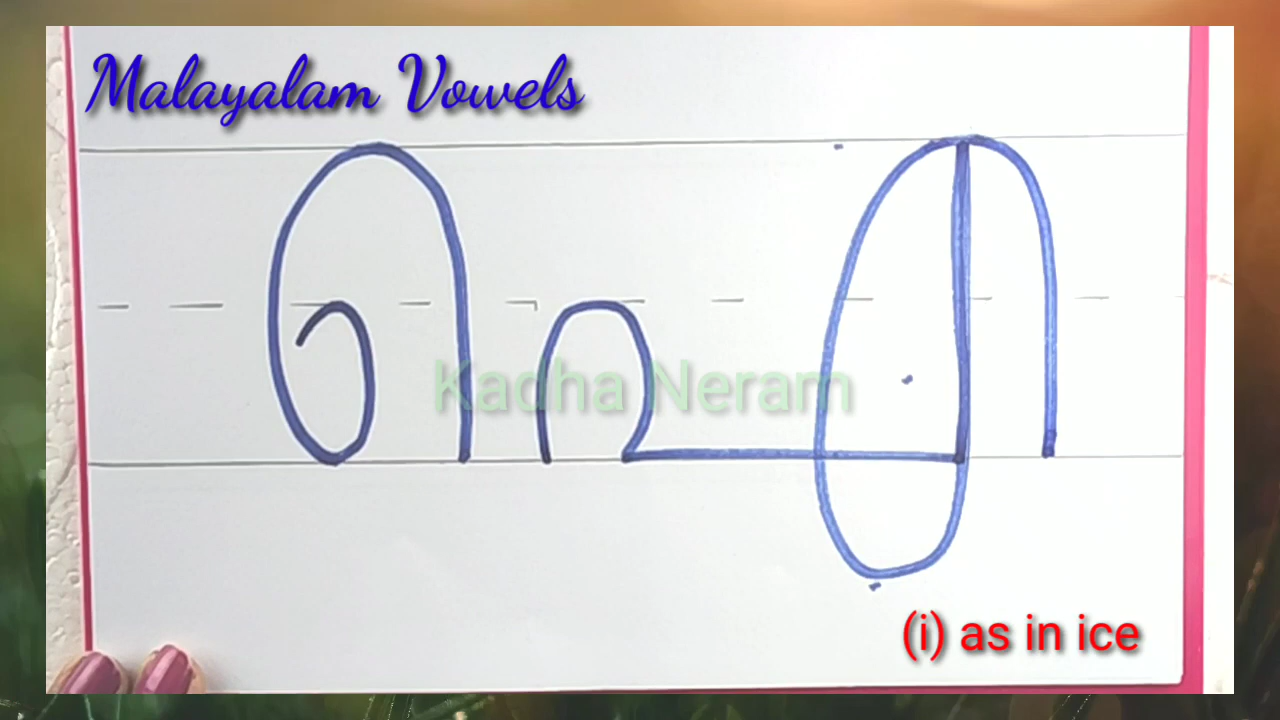 Malayalam Vowels
ഐ
Kadha Neram
(i) as in ice